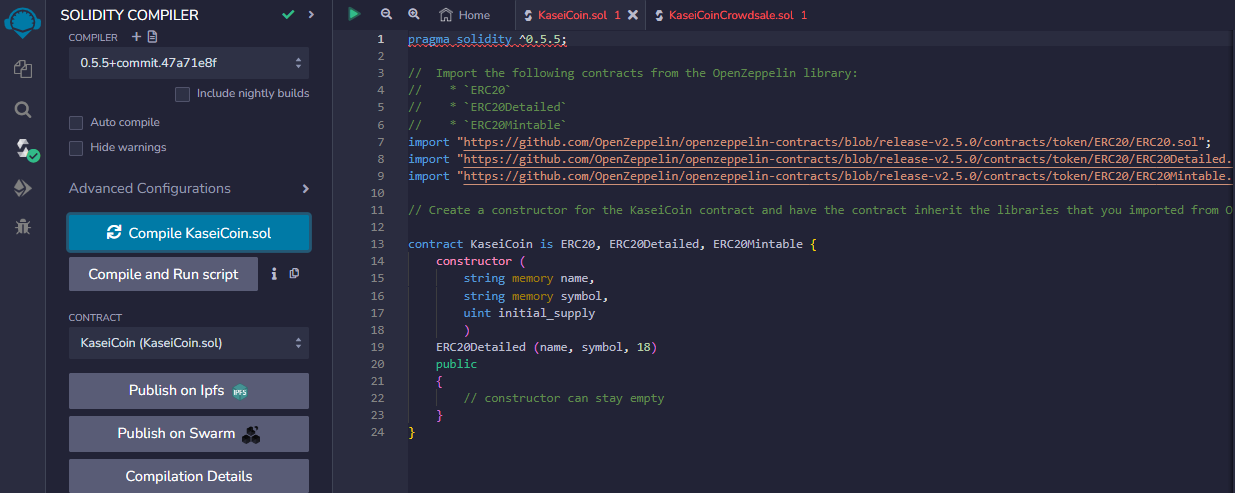 SOLIDITY COMPILER
COMPILER
0.5.5+commit.47a71e8f
Include nightly builds
Auto compile
Hide warnings
Advanced Configurations
Compile KaseiCoin.sol
Compile and Run script
CONTRACT
KaseiCoin (KaseiCoin.sol)
Publish on Ipfs IPFS
Publish on Swarm
Compilation Details
Home
KaseiCoin.sol 1
KaseiCoinCrowdsale.sol 1
1 pragma solidity ^0.5.5;
2
3 //  Import the following contracts from the OpenZeppelin library:
4 //    * `ERC20`
5 //    * `ERC20Detailed`
6 //    * `ERC20Mintable`
7 import "https://github.com/OpenZeppelin/openzeppelin-contracts/blob/release-v2.5.0/contracts/token/ERC20/ERC20.sol";
8 import "https://github.com/OpenZeppelin/openzeppelin-contracts/blob/release-v2.5.0/contracts/token/ERC20/ERC20Detailed.
9 import "https://github.com/OpenZeppelin/openzeppelin-contracts/blob/release-v2.5.0/contracts/token/ERC20/ERC20Mintable.
10
11 // Create a constructor for the KaseiCoin contract and have the contract inherit the libraries that you imported from O
12
13 contract KaseiCoin is ERC20, ERC20Detailed, ERC20Mintable {
14     constructor (
15         string memory name,
16         string memory symbol,
17         uint initial_supply
18         )
19     ERC20Detailed (name, symbol, 18)
20     public
21     {
22         // constructor can stay empty
23     }
24 }